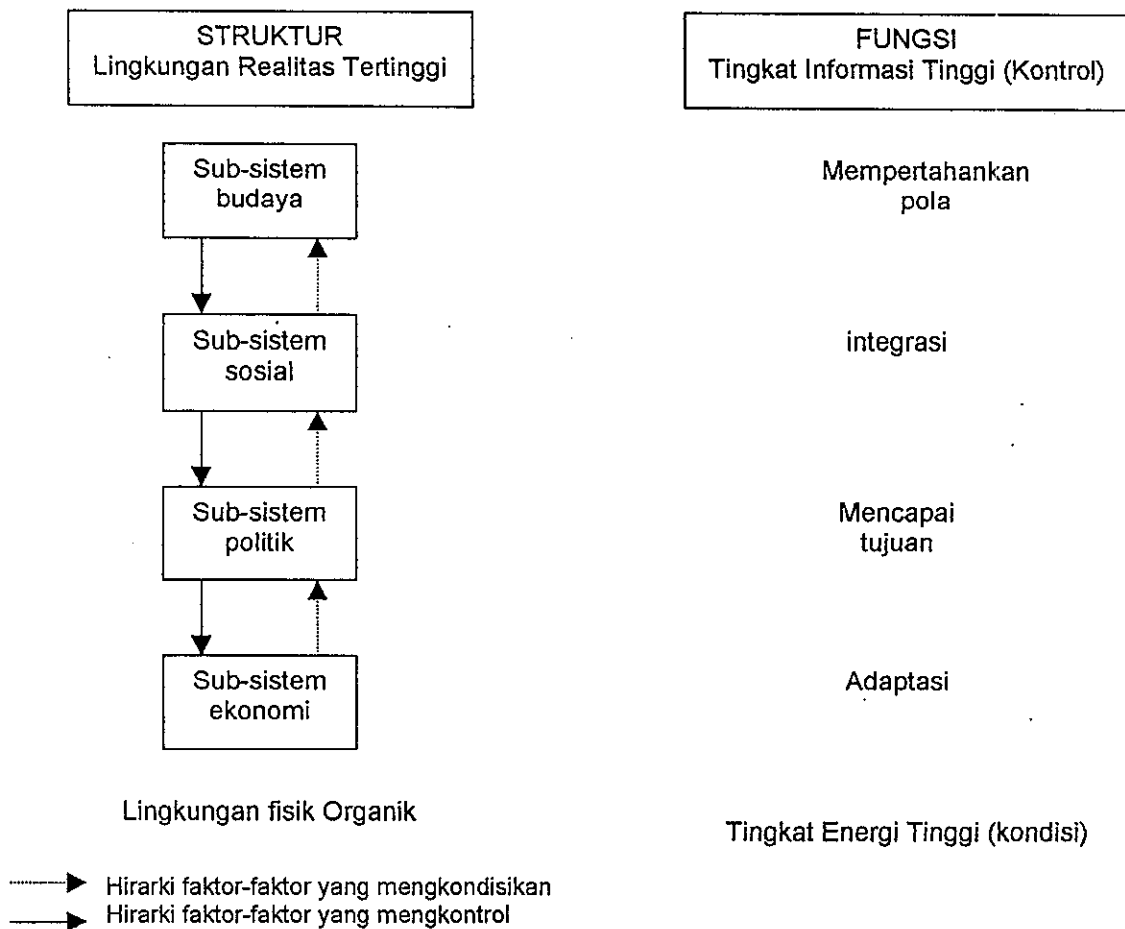 STRUKTUR
Lingkungan Realitas Tertinggi
FUNGSI
Tingkat Informasi Tinggi (Kontrol)
Sub-sistem
budaya
Mempertahankan
pola
Sub-sistem
sosial
integrasi
Sub-sistem
politik
Mencapai
tujuan
Sub-sistem
ekonomi
Adaptasi
Lingkungan fisik Organik
Tingkat Energi Tinggi (kondisi)
Hirarki faktor-faktor yang mengkondisikan
Hirarki faktor-faktor yang mengkontrol